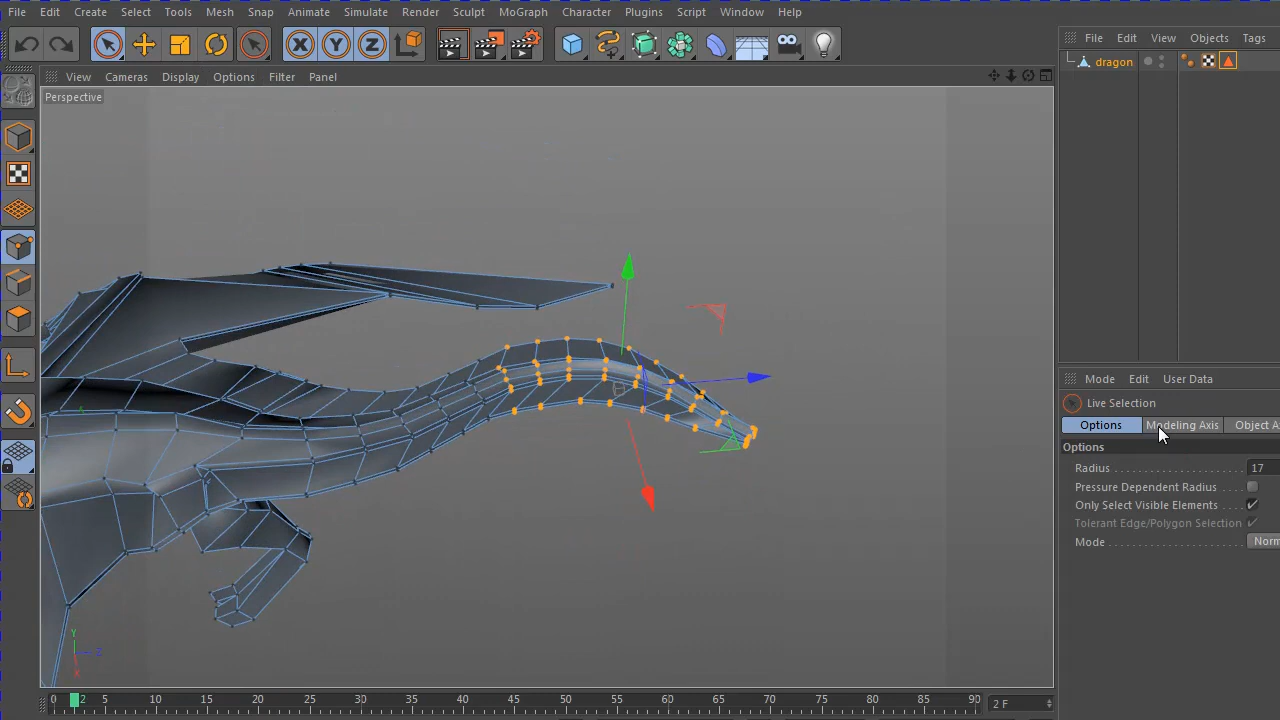 File Edit Create Select Tools Mesh Snap Animate Simulate Render Sculpt MoGraph Character Plugins Script Window Help
X Y Z
File Edit View Objects Tags
View Cameras Display Options Filter Panel
dragon
Perspective
Mode Edit User Data
Live Selection
Options Modeling Axis Object A
Options
Radius 17
Pressure Dependent Radius
Only Select Visible Elements
Tolerant Edge/Polygon Selection
Mode Norm
Y
Z
X
0 2 5 10 15 20 25 30 35 40 45 50 55 60 65 70 75 80 85 90 2 F